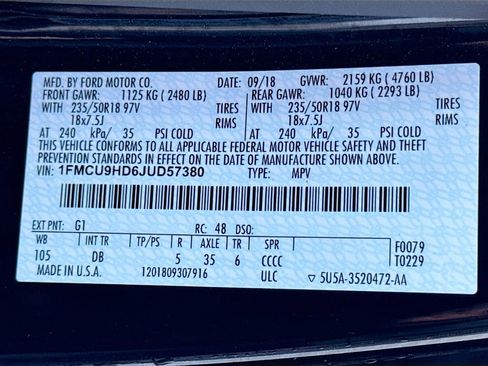 MFD. BY FORD MOTOR CO. DATE: 09/18 GVWR: 2159 KG (4760 LB)
FRONT GAWR: 1125 KG (2480 LB) REAR GAWR: 1040 KG (2293 LB)
WITH 235/50R18 97V TIRES WITH 235/50R18 97V TIRES
18x7.5J RIMS 18x7.5J RIMS
AT 240 kPa/ 35 PSI COLD AT 240 kPa/ 35 PSI COLD
THIS VEHICLE CONFORMS TO ALL APPLICABLE FEDERAL MOTOR VEHICLE SAFETY AND THEFT
PREVENTION STANDARDS IN EFFECT ON THE DATE OF MANUFACTURE SHOWN ABOVE.
VIN: 1FMCU9HD6JUD57380 TYPE: MPV
EXT PNT: G1 RC: 48 DSO:
WB INT TR TP/PS R AXLE TR SPR F0079
105 DB 5 35 6 CCCC T0229
MADE IN U.S.A. 1201809307916 ULC ▽ 5U5A-3520472-AA